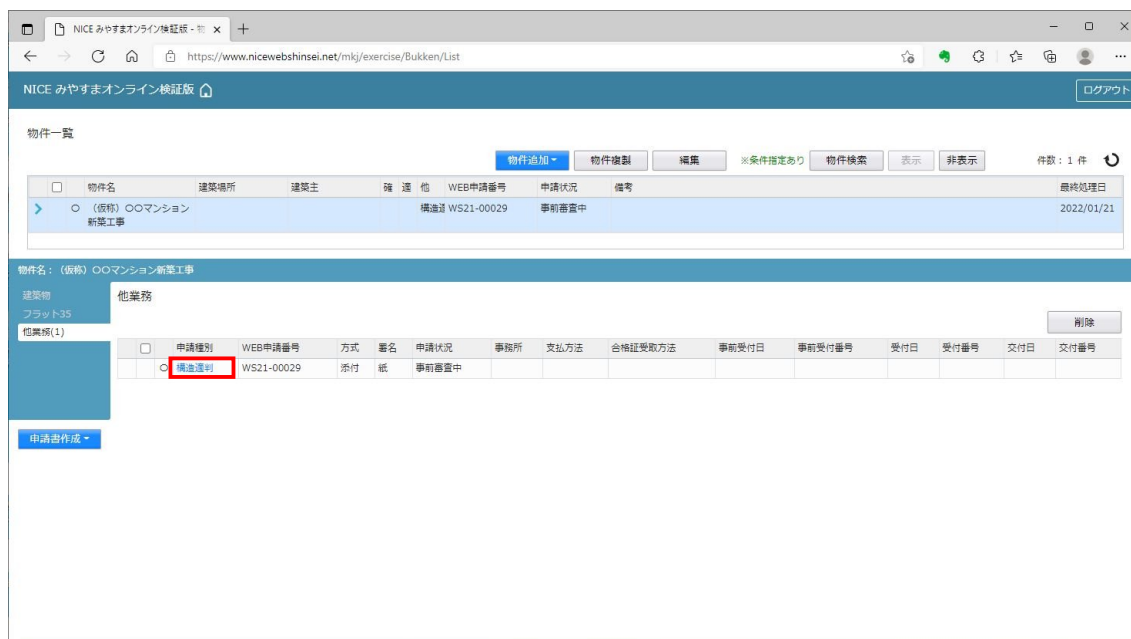 NICE みやすまオンライン検証版 - 物
https://www.nicewebshinsei.net/mkj/exercise/Bukken/List
NICE みやすまオンライン検証版 ログアウト
物件一覧
物件追加 物件複製 編集 ※条件指定あり 物件検索 表示 非表示 件数: 1 件
物件名 建築場所 建築主 確 適 他 WEB申請番号 申請状況 備考 最終処理日
○ (仮称) ○○マンション 構造適 WS21-00029 事前審査中 2022/01/21
新築工事
物件名: (仮称) ○○マンション新築工事
建築物 他業務
フラット35
他業務(1) 削除
申請種別 WEB申請番号 方式 署名 申請状況 事務所 支払方法 合格証受取方法 事前受付日 事前受付番号 受付日 受付番号 交付日 交付番号
○ 構造適判 WS21-00029 添付 紙 事前審査中
申請書作成